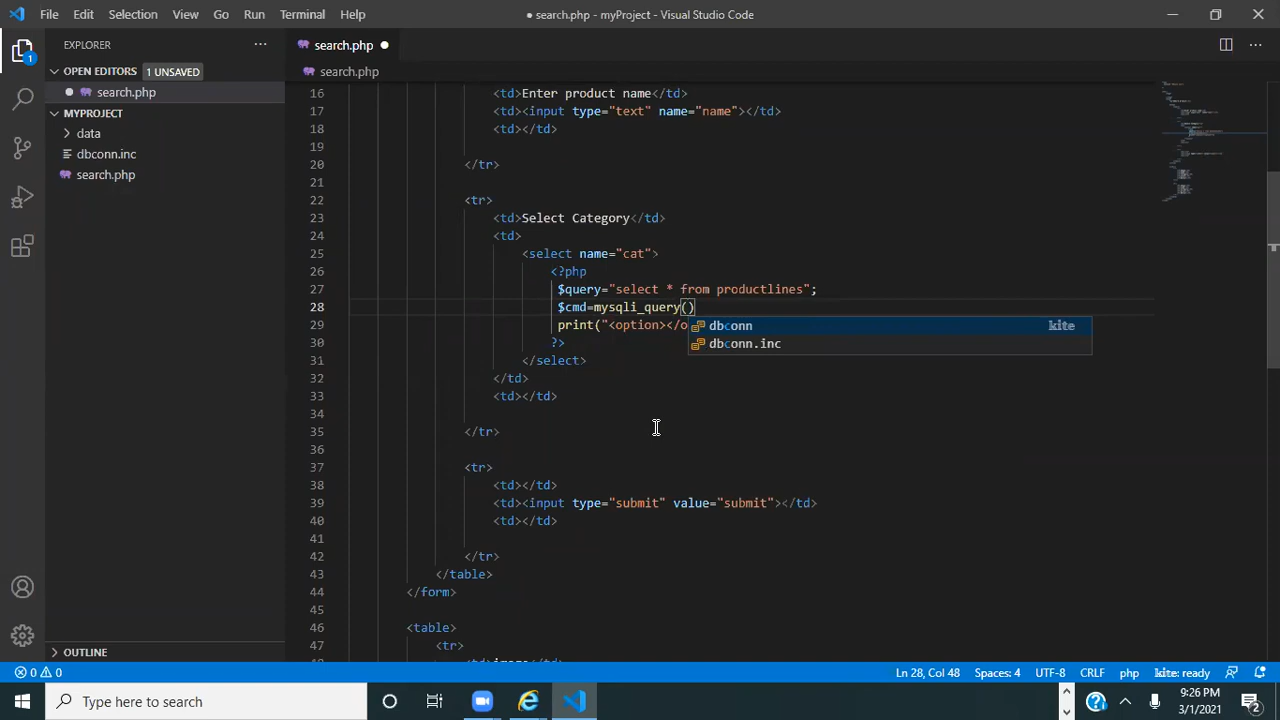 File Edit Selection View Go Run Terminal Help
● search.php - myProject - Visual Studio Code
EXPLORER
OPEN EDITORS 1 UNSAVED
search.php
MYPROJECT
data
dbconn.inc
search.php
OUTLINE
search.php
search.php
16 <td>Enter product name</td>
17 <td><input type="text" name="name"></td>
18 <td></td>
19
20 </tr>
21
22 <tr>
23 <td>Select Category</td>
24 <td>
25 <select name="cat">
26 <?php
27 $query="select * from productlines";
28 $cmd=mysqli_query()
29 print("<option></o
dbconn kite
dbconn.inc
30 ?>
31 </select>
32 </td>
33 <td></td>
34
35 </tr>
36
37 <tr>
38 <td></td>
39 <td><input type="submit" value="submit"></td>
40 <td></td>
41
42 </tr>
43 </table>
44 </form>
45
46 <table>
47 <tr>
0 0
Ln 28, Col 48 Spaces: 4 UTF-8 CRLF php kite: ready
1
Type here to search
9:26 PM
3/1/2021
2